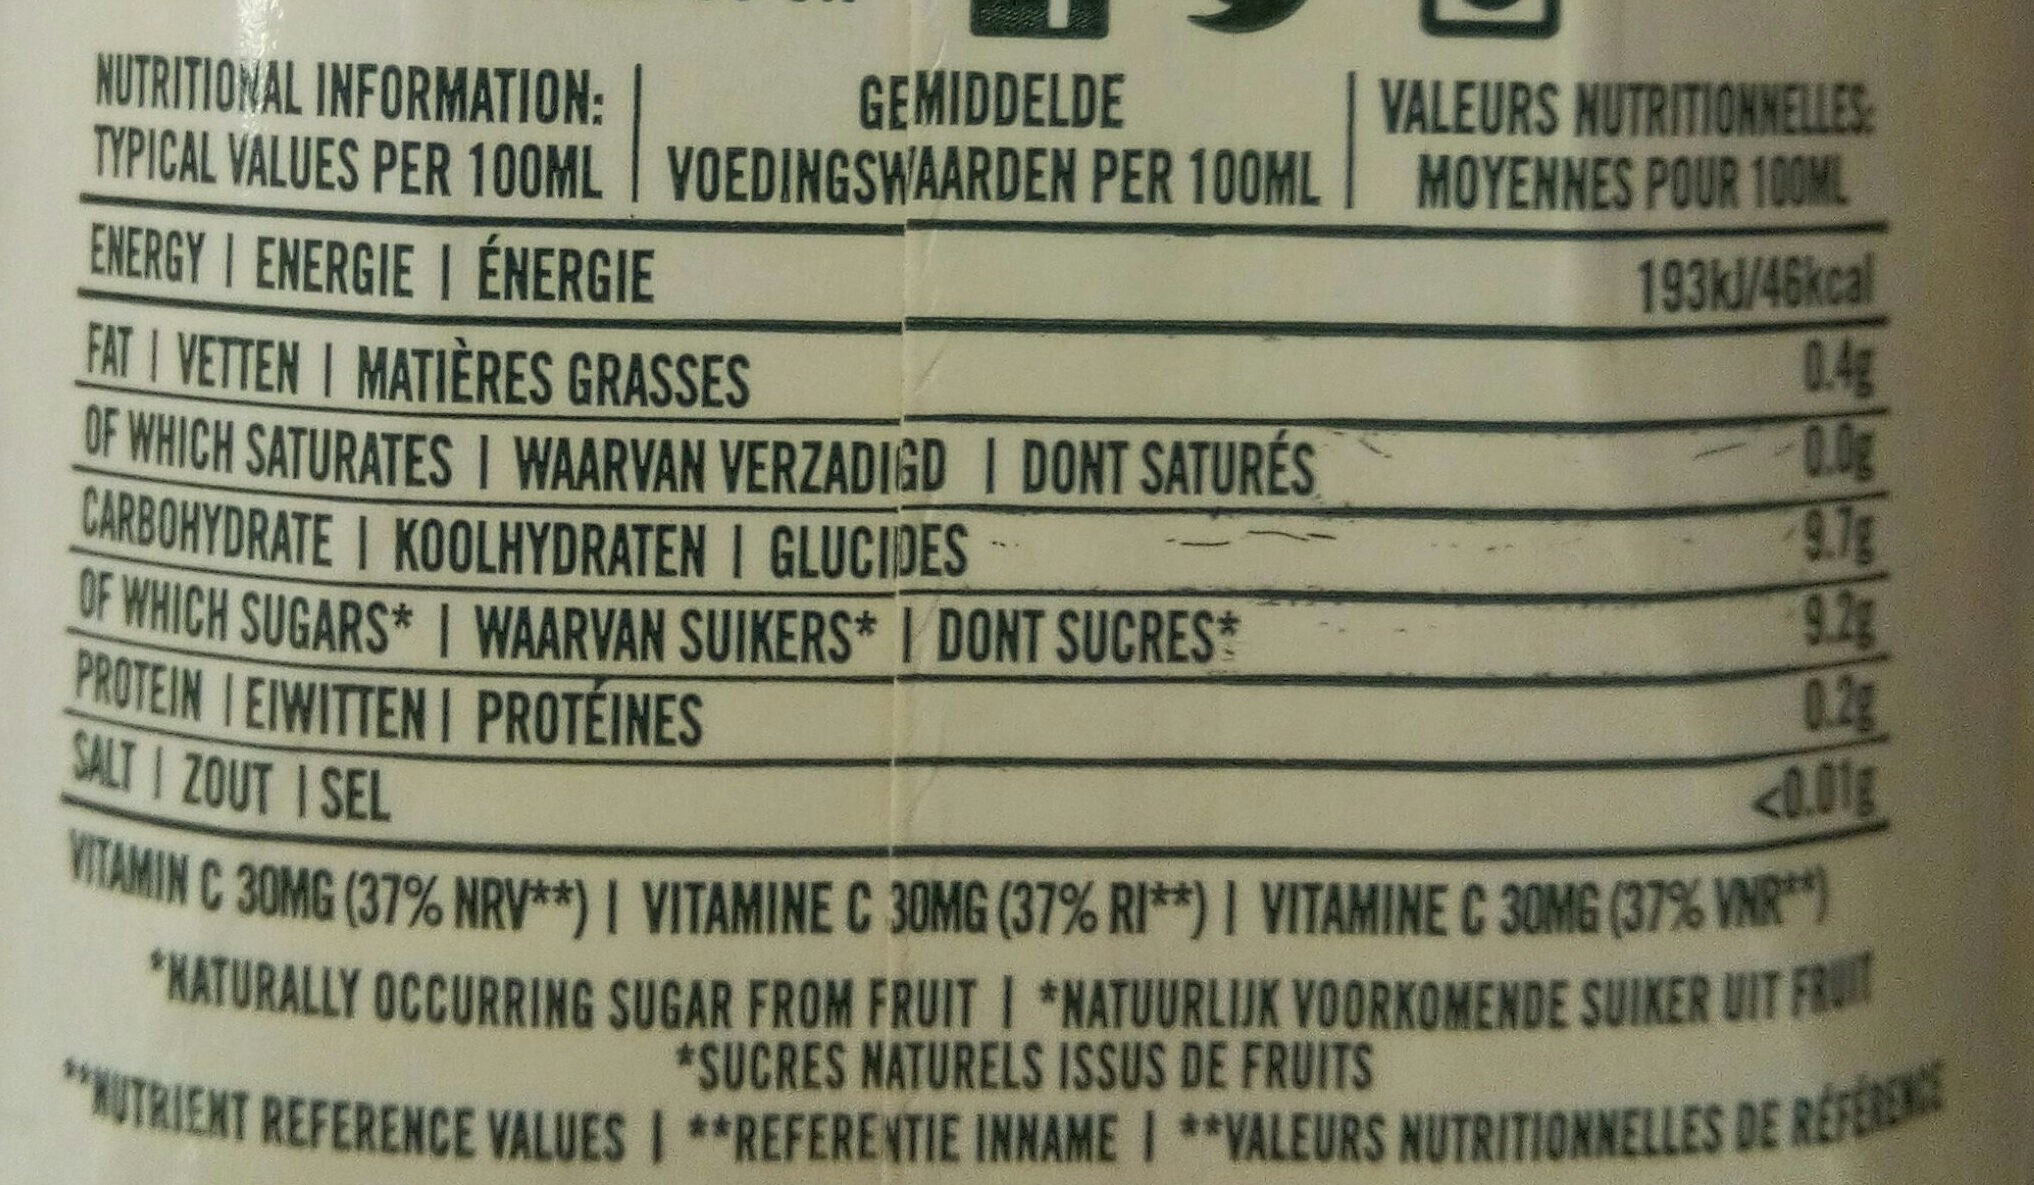 NUTRITIONAL INFORMATION: | GEMIDDELDE | VALEURS NUTRITIONNELLES:
TYPICAL VALUES PER 100ML | VOEDINGSWAARDEN PER 100ML | MOYENNES POUR 100ML
ENERGY | ENERGIE | ÉNERGIE 193kJ/46kcal
FAT | VETTEN | MATIÈRES GRASSES 0.4g
OF WHICH SATURATES | WAARVAN VERZADIGD | DONT SATURÉS 0.0g
CARBOHYDRATE | KOOLHYDRATEN | GLUCIDES 9.7g
OF WHICH SUGARS* | WAARVAN SUIKERS* | DONT SUCRES* 9.2g
PROTEIN | EIWITTEN | PROTÉINES 0.2g
SALT | ZOUT | SEL <0.01g
VITAMIN C 30MG (37% NRV**) | VITAMINE C 30MG (37% RI**) | VITAMINE C 30MG (37% VNR**)
*NATURALLY OCCURRING SUGAR FROM FRUIT | *NATUURLIJK VOORKOMENDE SUIKER UIT FRUIT
*SUCRES NATURELS ISSUS DE FRUITS
**NUTRIENT REFERENCE VALUES | **REFERENTIE INNAME | **VALEURS NUTRITIONNELLES DE RÉFÉRENCE